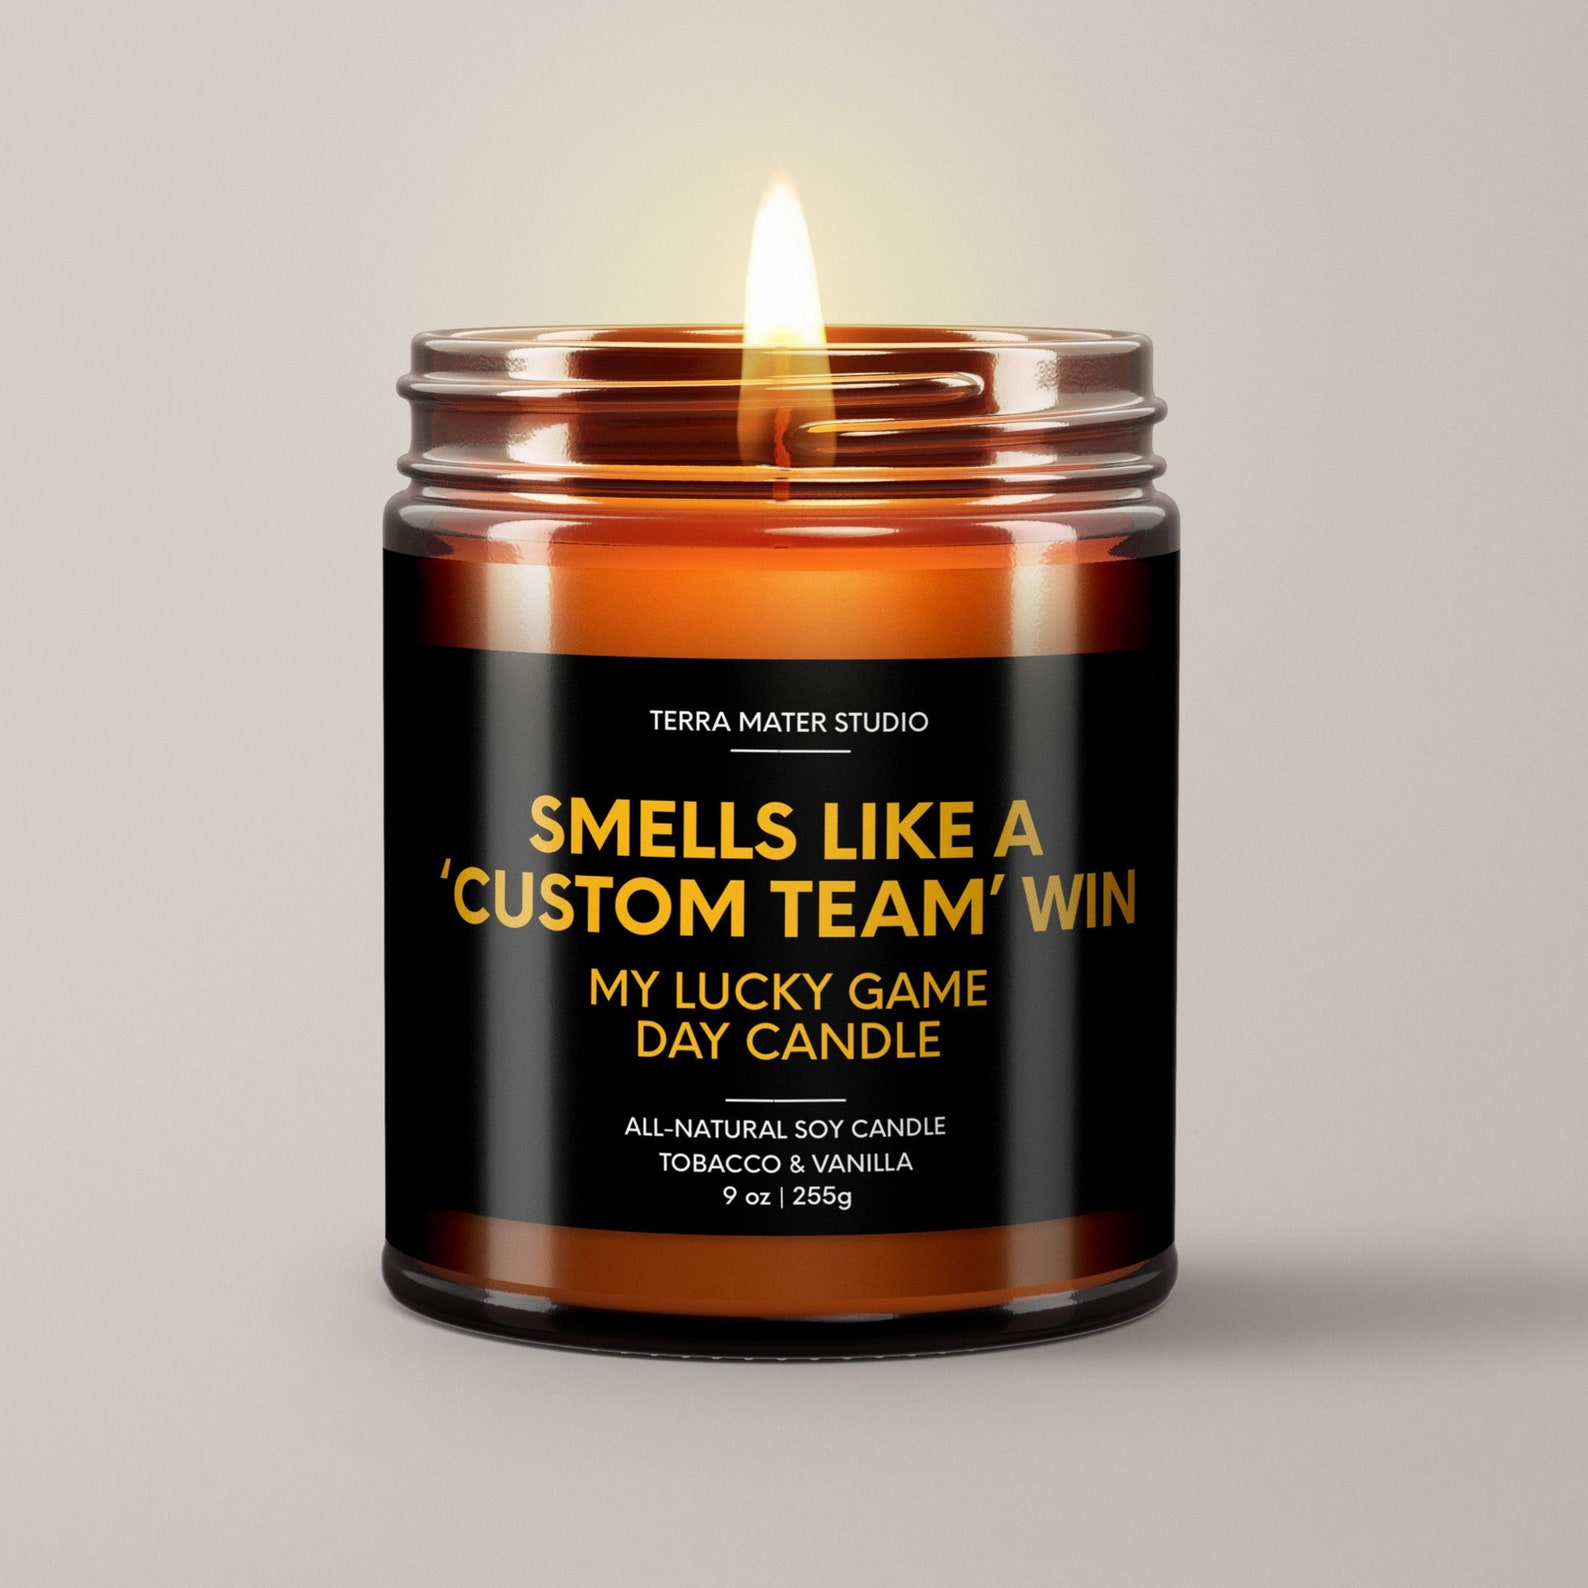 TERRA MATER STUDIO
SMELLS LIKE A
‘CUSTOM TEAM’ WIN
MY LUCKY GAME
DAY CANDLE
ALL-NATURAL SOY CANDLE
TOBACCO & VANILLA
9 oz | 255g